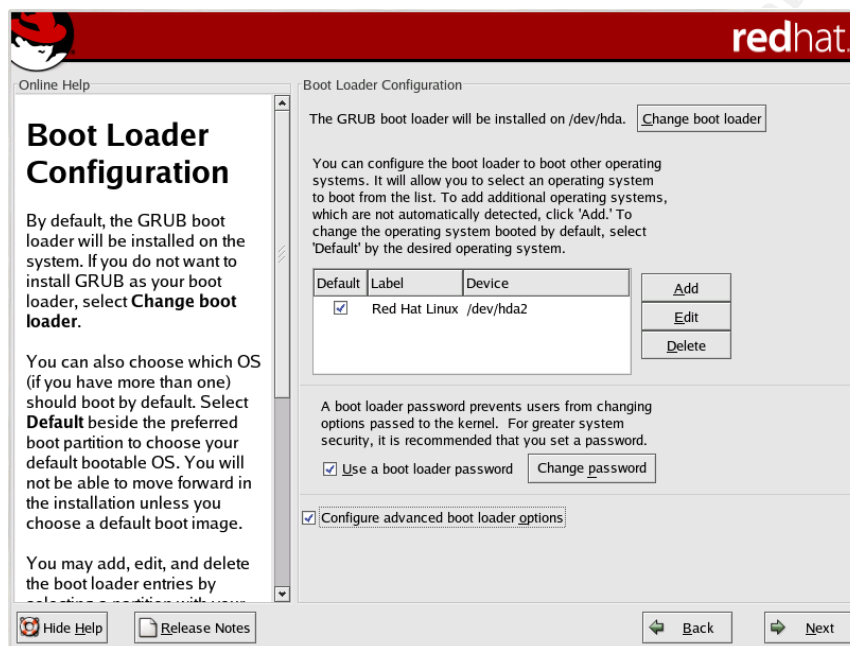 redhat.
Online Help
Boot Loader
Configuration
By default, the GRUB boot
loader will be installed on the
system. If you do not want to
install GRUB as your boot
loader, select Change boot
loader.
You can also choose which OS
(if you have more than one)
should boot by default. Select
Default beside the preferred
boot partition to choose your
default bootable OS. You will
not be able to move forward in
the installation unless you
choose a default boot image.
You may add, edit, and delete
the boot loader entries by
Boot Loader Configuration
The GRUB boot loader will be installed on /dev/hda.
Change boot loader
You can configure the boot loader to boot other operating
systems. It will allow you to select an operating system
to boot from the list. To add additional operating systems,
which are not automatically detected, click 'Add.' To
change the operating system booted by default, select
'Default' by the desired operating system.
Default Label Device
Red Hat Linux /dev/hda2
Add
Edit
Delete
A boot loader password prevents users from changing
options passed to the kernel. For greater system
security, it is recommended that you set a password.
Use a boot loader password
Change password
Configure advanced boot loader options
Hide Help
Release Notes
Back
Next